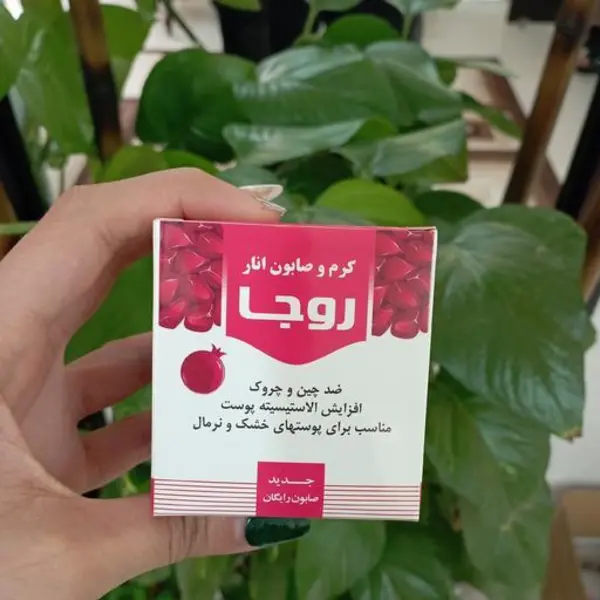 کرم و صابون انار
روجا
ضد چین و چروک
افزایش الاستیسیته پوست
مناسب برای پوستهای خشک و نرمال
جدید
صابون رایگان